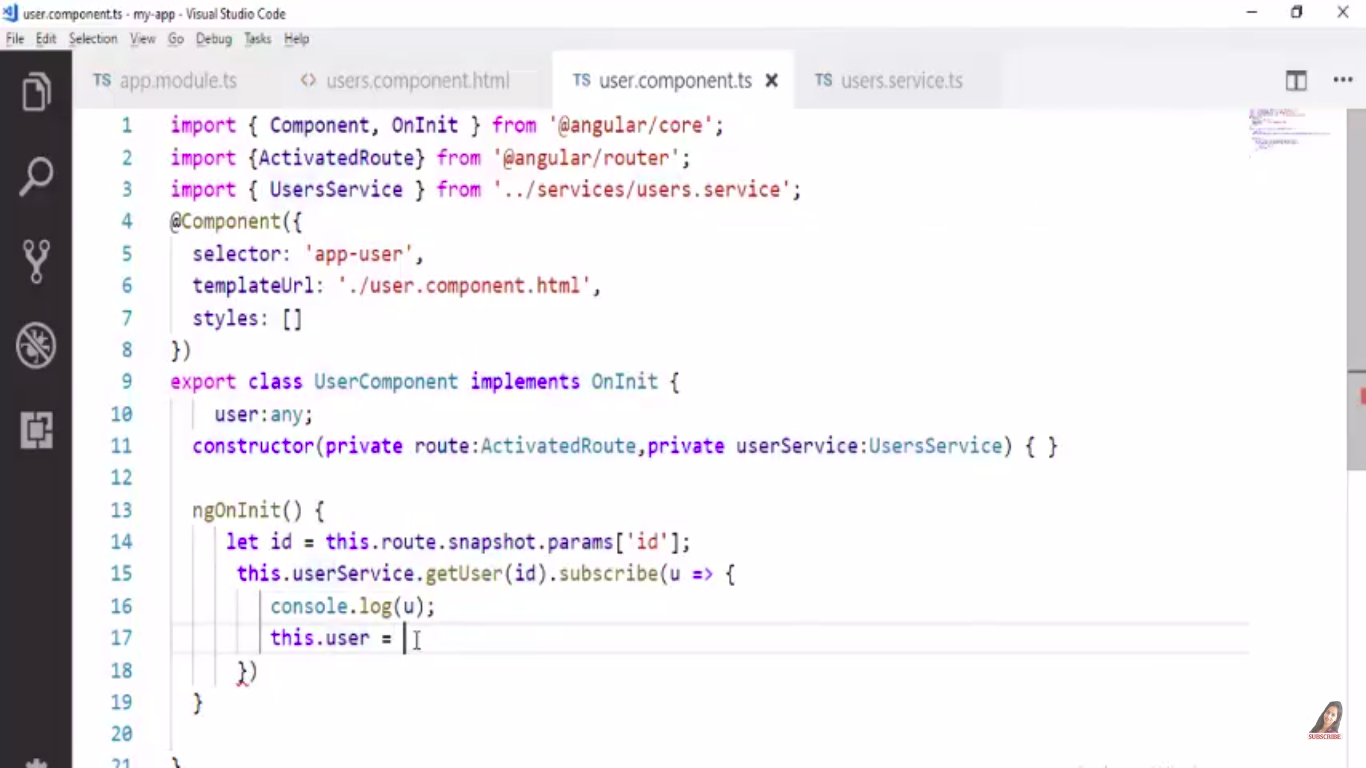 user.component.ts - my-app - Visual Studio Code
File Edit Selection View Go Debug Tasks Help
TS app.module.ts <> users.component.html TS user.component.ts × TS users.service.ts
1 import { Component, OnInit } from '@angular/core';
2 import {ActivatedRoute} from '@angular/router';
3 import { UsersService } from '../services/users.service';
4 @Component({
5 selector: 'app-user',
6 templateUrl: './user.component.html',
7 styles: []
8 })
9 export class UserComponent implements OnInit {
10 user:any;
11 constructor(private route:ActivatedRoute,private userService:UsersService) { }
12
13 ngOnInit() {
14 let id = this.route.snapshot.params['id'];
15 this.userService.getUser(id).subscribe(u => {
16 console.log(u);
17 this.user =
18 })
19 }
20
21 }
SUBSCRIBE